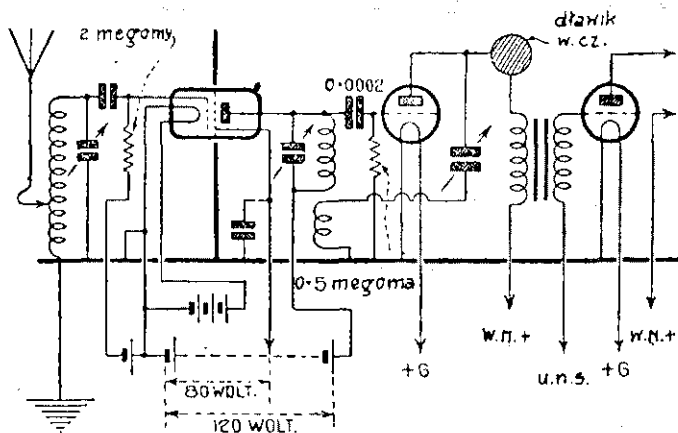 2 megomy
dławik
w.cz.
0.0002
0.5 megoma
W.N.+
W.N.+
+G
u.n.s.
+G
80 WOLT.
120 WOLT.